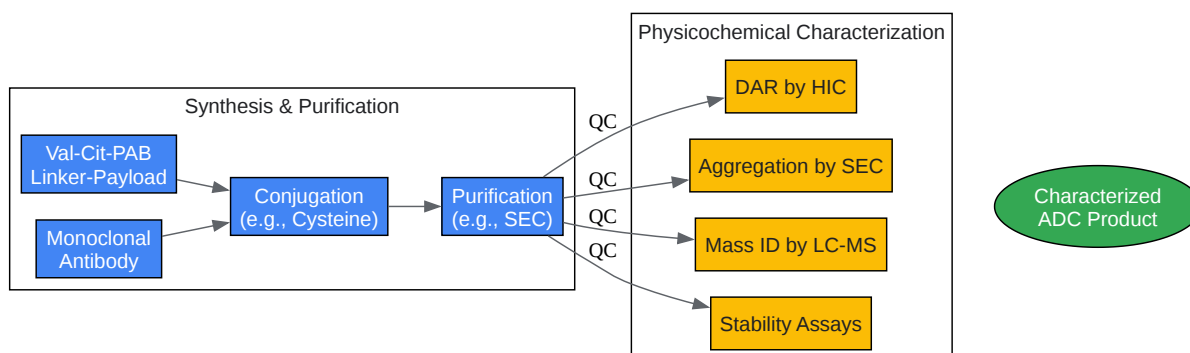 Synthesis & Purification
Val-Cit-PAB
Linker-Payload
Monoclonal
Antibody
Conjugation
(e.g., Cysteine)
Purification
(e.g., SEC)
QC
QC
QC
QC
Physicochemical Characterization
DAR by HIC
Aggregation by SEC
Mass ID by LC-MS
Stability Assays
Characterized
ADC Product